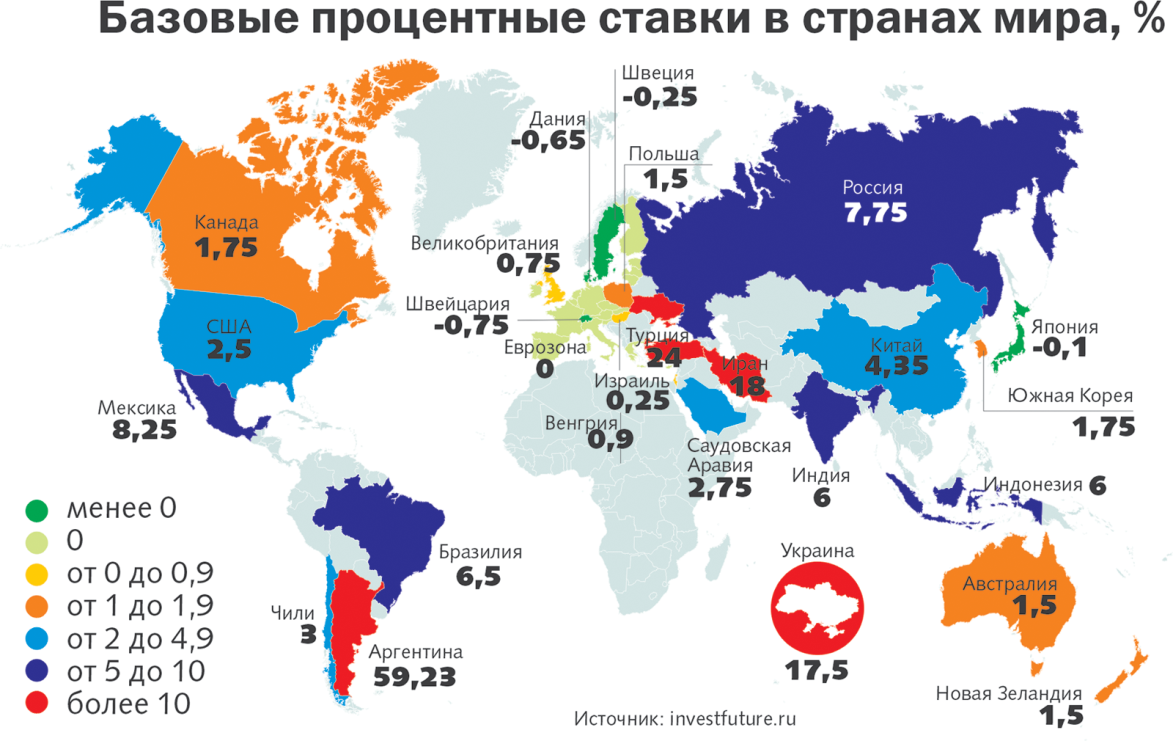 Базовые процентные ставки в странах мира, %
Швеция
-0,25
Дания
-0,65
Польша
1,5
Россия
7,75
Канада
1,75
Великобритания
0,75
Швейцария
-0,75
США
2,5
Еврозона
0
Турция
24
Иран
18
Китай
4,35
Япония
-0,1
Израиль
0,25
Южная Корея
1,75
Мексика
8,25
Венгрия
0,9
Саудовская
Аравия
2,75
Индия
6
Индонезия 6
менее 0
0
от 0 до 0,9
от 1 до 1,9
от 2 до 4,9
от 5 до 10
более 10
Бразилия
6,5
Чили
3
Аргентина
59,23
Украина
17,5
Австралия
1,5
Новая Зеландия
1,5
Источник: investfuture.ru